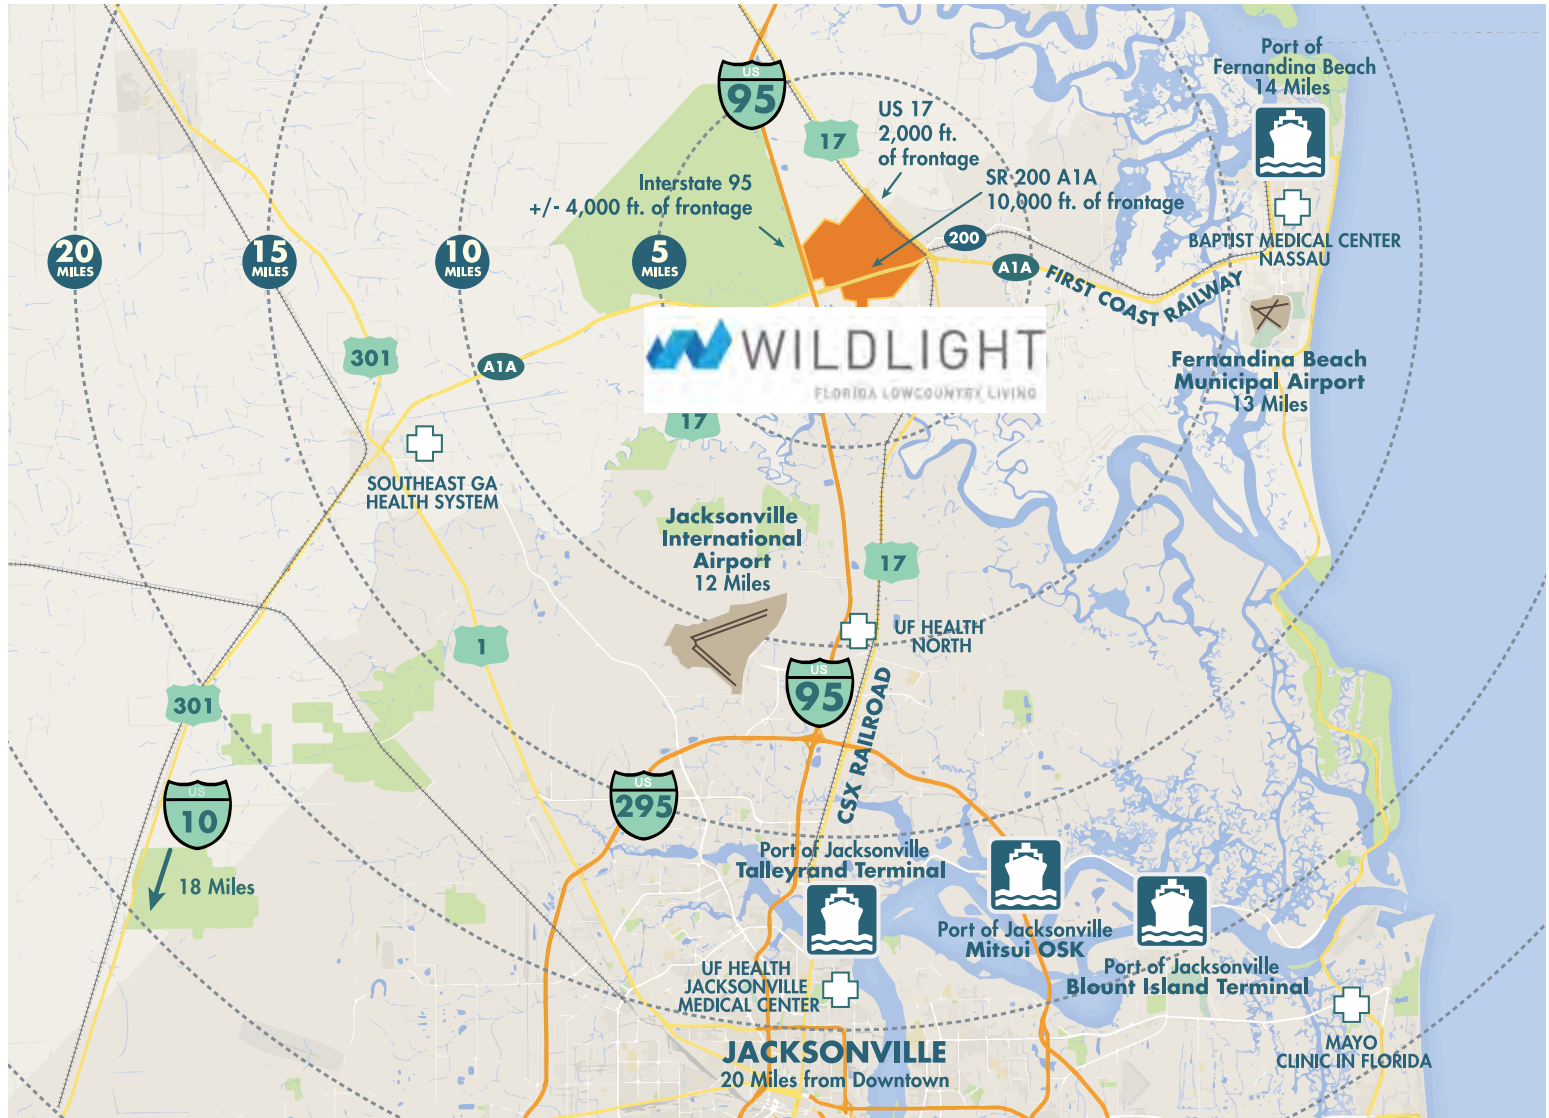 Port of
Fernandina Beach
14 Miles
US
95
US 17
2,000 ft.
of frontage
17
Interstate 95
+/- 4,000 ft. of frontage
SR 200 A1A
10,000 ft. of frontage
BAPTIST MEDICAL CENTER
NASSAU
20
MILES
15
MILES
10
MILES
5
MILES
200
A1A
FIRST COAST RAILWAY
WILDLIGHT
FLORIDA LOWCOUNTRY LIVING
301
A1A
Fernandina Beach
Municipal Airport
13 Miles
17
SOUTHEAST GA
HEALTH SYSTEM
Jacksonville
International
Airport
12 Miles
17
UF HEALTH
NORTH
1
US
95
301
CSX RAILROAD
US
10
US
295
18 Miles
Port of Jacksonville
Talleyrand Terminal
Port of Jacksonville
Mitsui OSK
Port of Jacksonville
Blount Island Terminal
UF HEALTH
JACKSONVILLE
MEDICAL CENTER
MAYO
CLINIC IN FLORIDA
JACKSONVILLE
20 Miles from Downtown